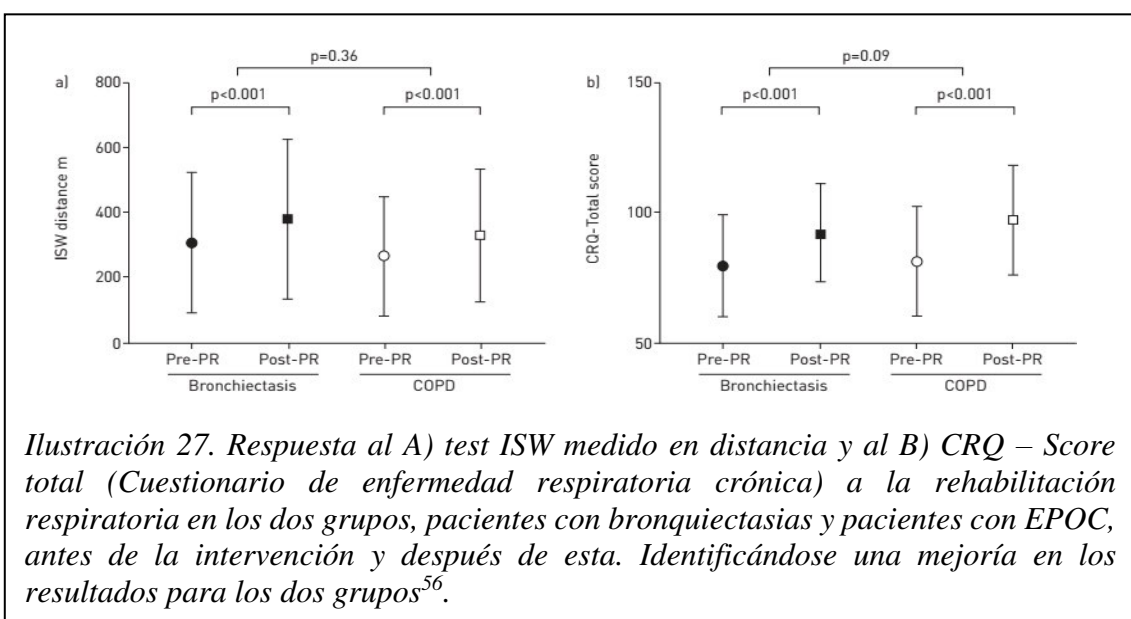 p=0.36
a)
800
p<0.001
p<0.001
600
400
200
0
ISW distance m
Pre-PR
Post-PR
Pre-PR
Post-PR
Bronchiectasis
COPD
p=0.09
b)
150
p<0.001
p<0.001
100
50
CRQ-Total score
Pre-PR
Post-PR
Pre-PR
Post-PR
Bronchiectasis
COPD
Ilustración 27. Respuesta al A) test ISW medido en distancia y al B) CRQ – Score
total (Cuestionario de enfermedad respiratoria crónica) a la rehabilitación
respiratoria en los dos grupos, pacientes con bronquiectasias y pacientes con EPOC,
antes de la intervención y después de esta. Identificándose una mejoría en los
resultados para los dos grupos⁵⁶.